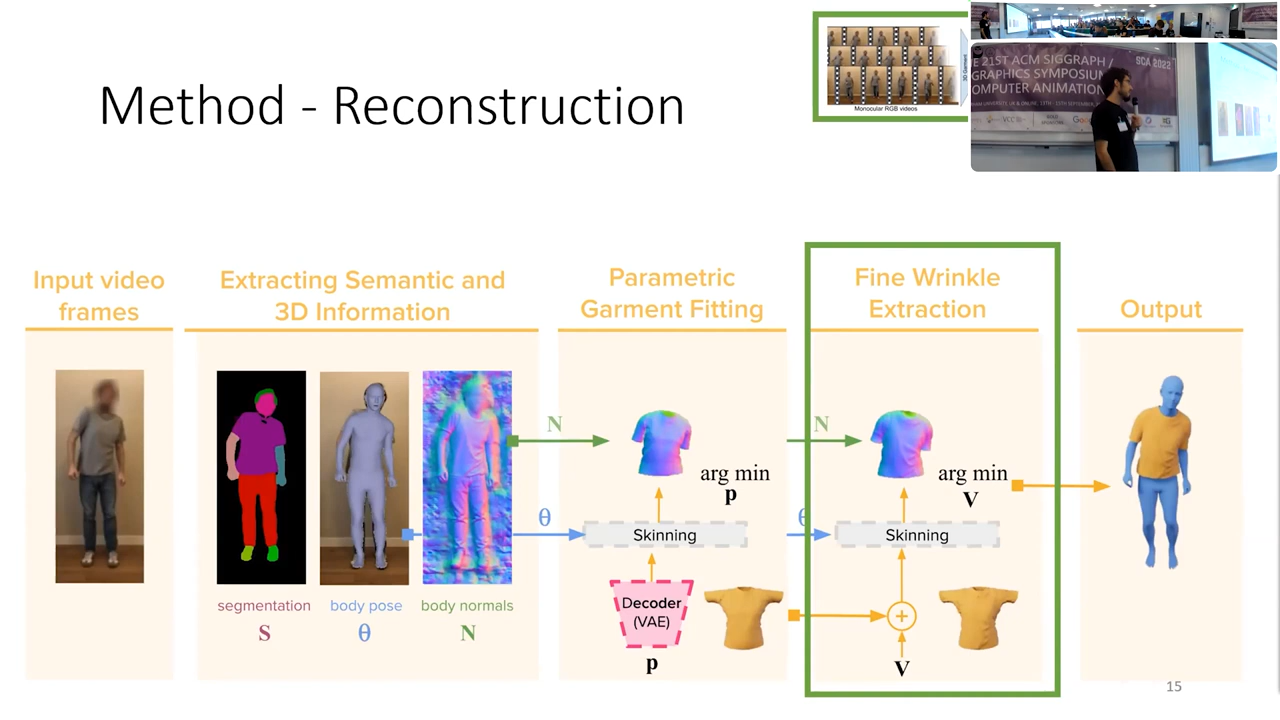 Method - Reconstruction
Monocular RGB videos
3D Garment
E 21ST ACM SIGGRAPH /
SCA 2022
GRAPHICS SYMPOSIUM
OMPUTER ANIMATION
Input video
frames
Extracting Semantic and
3D Information
Parametric
Garment Fitting
Fine Wrinkle
Extraction
Output
N
N
arg min
p
arg min
V
θ
θ
Skinning
Skinning
segmentation
S
body pose
θ
body normals
N
Decoder
(VAE)
p
+
V
15